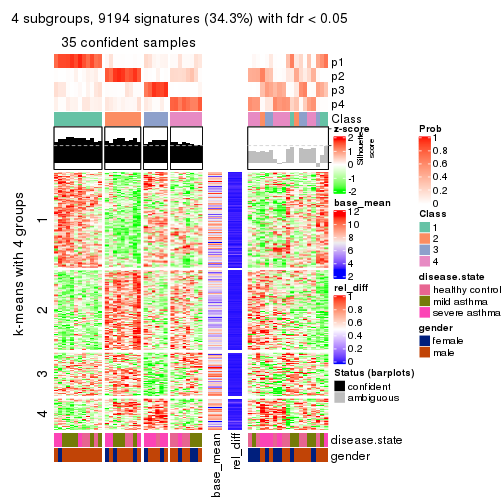 4 subgroups, 9194 signatures (34.3%) with fdr < 0.05
35 confident samples
p1
p2
p3
p4
Class
Silhouette
score
k-means with 4 groups
1
2
3
4
base_mean
rel_diff
disease.state
gender
z-score
2
1
0
-1
-2
base_mean
12
10
8
6
4
2
rel_diff
1
0.8
0.6
0.4
0.2
0
Status (barplots)
confident
ambiguous
Prob
1
0.8
0.6
0.4
0.2
0
Class
1
2
3
4
disease.state
healthy control
mild asthma
severe asthma
gender
female
male